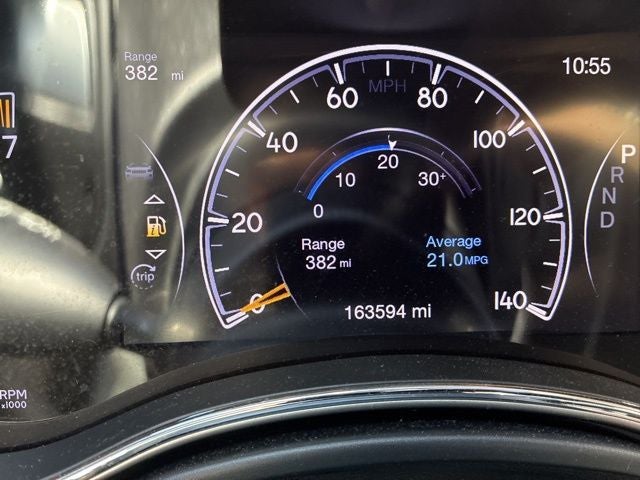 Range
382 mi
10:55
7
MPH
60
80
40
100
20
120
0
140
20
10
30+
0
Range
382 mi
Average
21.0 MPG
163594 mi
trip
P
R
N
D
RPM
x1000